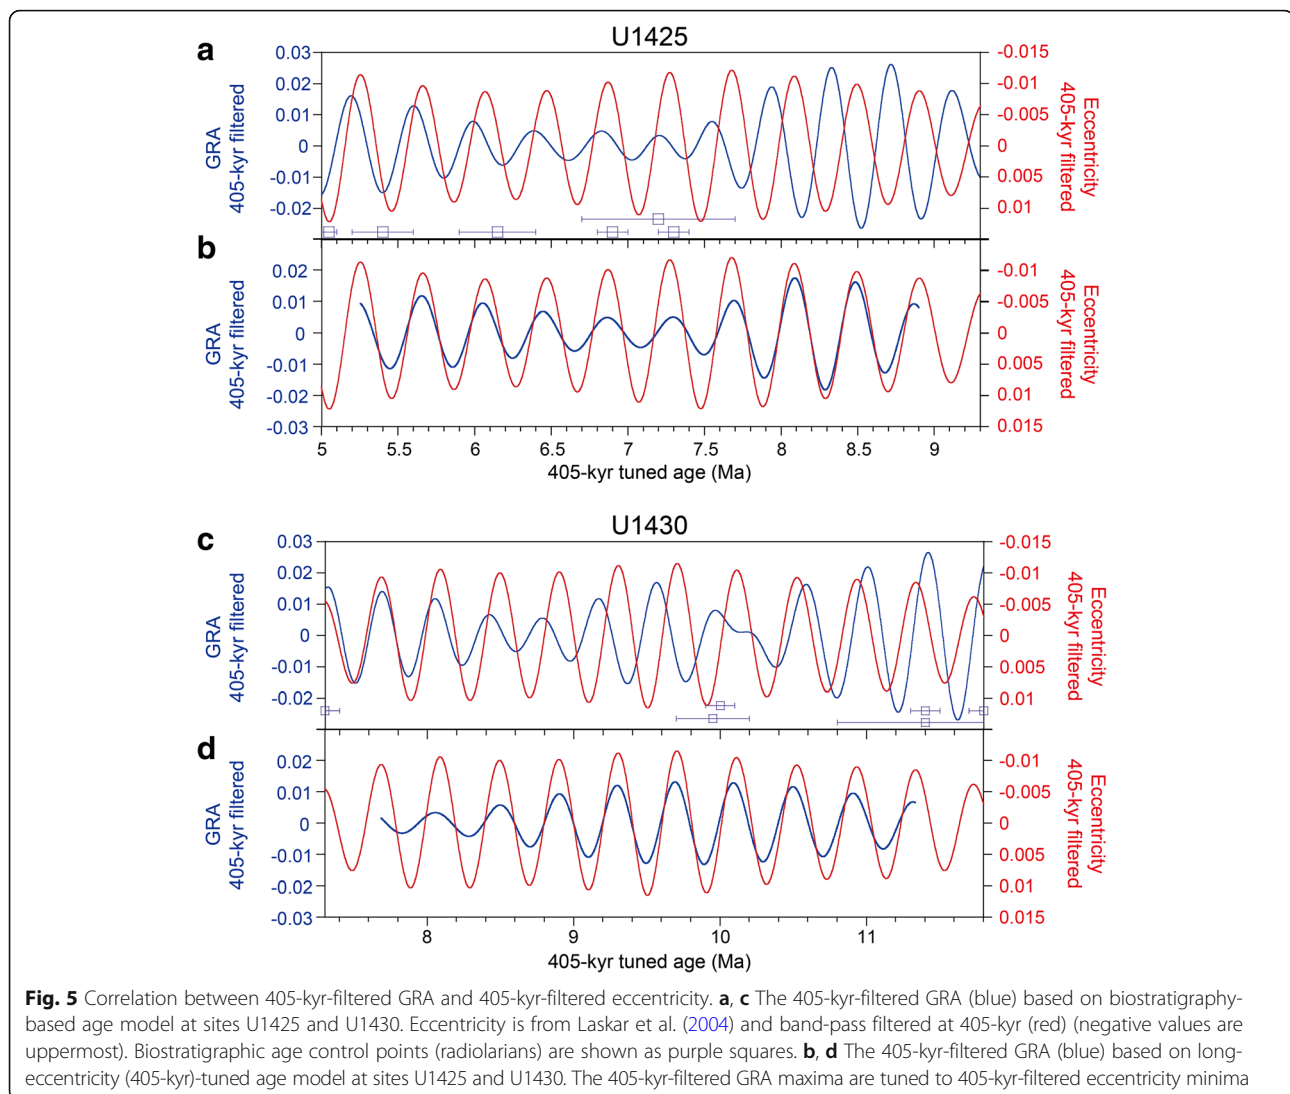 U1425
a
0.03
0.02
0.01
0
-0.01
-0.02
GRA
405-kyr filtered
-0.015
-0.01
-0.005
0
0.005
0.01
Eccentricity
405-kyr filtered
b
0.02
0.01
0
-0.01
-0.02
-0.03
GRA
405-kyr filtered
-0.01
-0.005
0
0.005
0.01
0.015
Eccentricity
405-kyr filtered
5 5.5 6 6.5 7 7.5 8 8.5 9
405-kyr tuned age (Ma)
U1430
c
0.03
0.02
0.01
0
-0.01
-0.02
GRA
405-kyr filtered
-0.015
-0.01
-0.005
0
0.005
0.01
Eccentricity
405-kyr filtered
d
0.02
0.01
0
-0.01
-0.02
-0.03
GRA
405-kyr filtered
-0.01
-0.005
0
0.005
0.01
0.015
Eccentricity
405-kyr filtered
8 9 10 11
405-kyr tuned age (Ma)
Fig. 5 Correlation between 405-kyr-filtered GRA and 405-kyr-filtered eccentricity. a, c The 405-kyr-filtered GRA (blue) based on biostratigraphy-
based age model at sites U1425 and U1430. Eccentricity is from Laskar et al. (2004) and band-pass filtered at 405-kyr (red) (negative values are
uppermost). Biostratigraphic age control points (radiolarians) are shown as purple squares. b, d The 405-kyr-filtered GRA (blue) based on long-
eccentricity (405-kyr)-tuned age model at sites U1425 and U1430. The 405-kyr-filtered GRA maxima are tuned to 405-kyr-filtered eccentricity minima